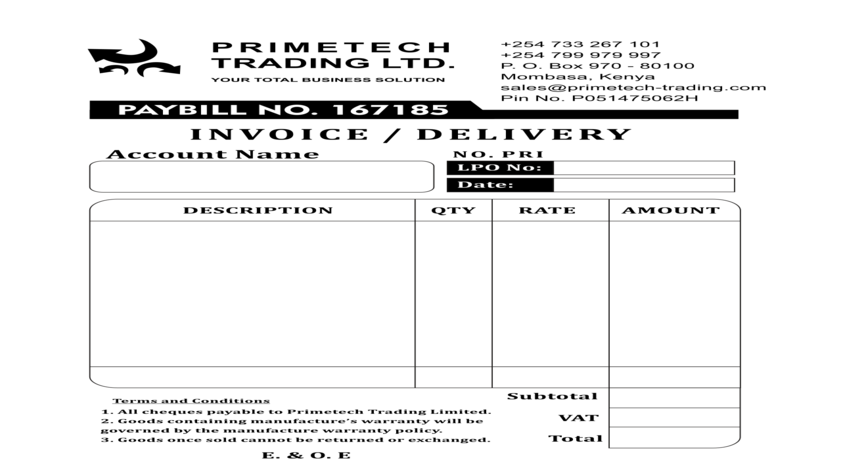 PRIMETECH
TRADING LTD.
YOUR TOTAL BUSINESS SOLUTION
+254 733 267 101
+254 799 979 997
P. O. Box 970 - 80100
Mombasa, Kenya
sales@primetech-trading.com
Pin No. P051475062H
PAYBILL NO. 167185
INVOICE / DELIVERY
Account Name
NO. PRI
LPO No:
Date:
DESCRIPTION QTY RATE AMOUNT
Subtotal
VAT
Total
Terms and Conditions
1. All cheques payable to Primetech Trading Limited.
2. Goods containing manufacture's warranty will be
governed by the manufacture warranty policy.
3. Goods once sold cannot be returned or exchanged.
E. & O. E